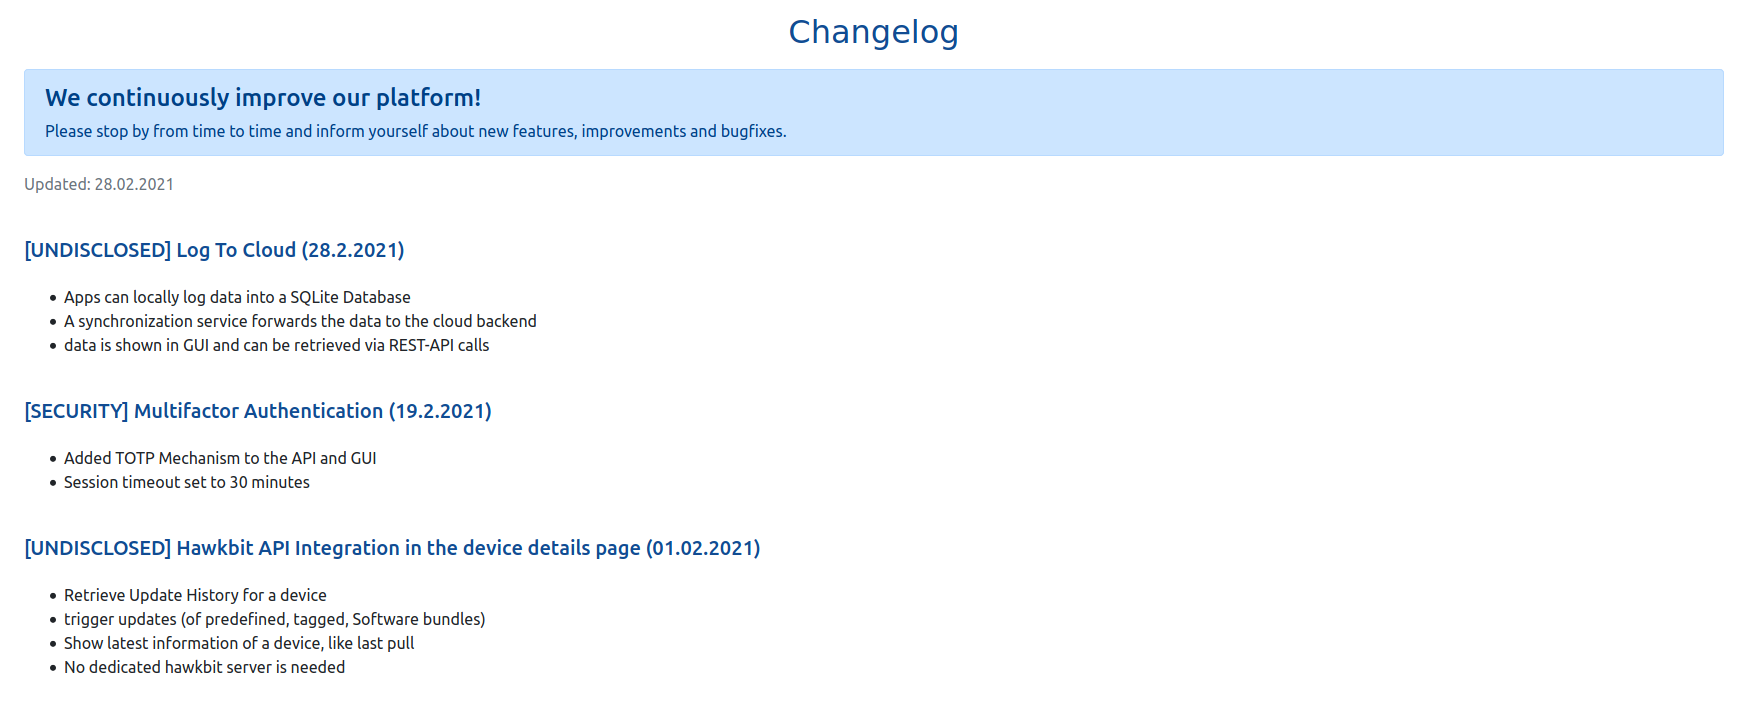 Changelog
We continuously improve our platform!
Please stop by from time to time and inform yourself about new features, improvements and bugfixes.
Updated: 28.02.2021
[UNDISCLOSED] Log To Cloud (28.2.2021)
• Apps can locally log data into a SQLite Database
• A synchronization service forwards the data to the cloud backend
• data is shown in GUI and can be retrieved via REST-API calls
[SECURITY] Multifactor Authentication (19.2.2021)
• Added TOTP Mechanism to the API and GUI
• Session timeout set to 30 minutes
[UNDISCLOSED] Hawkbit API Integration in the device details page (01.02.2021)
• Retrieve Update History for a device
• trigger updates (of predefined, tagged, Software bundles)
• Show latest information of a device, like last pull
• No dedicated hawkbit server is needed